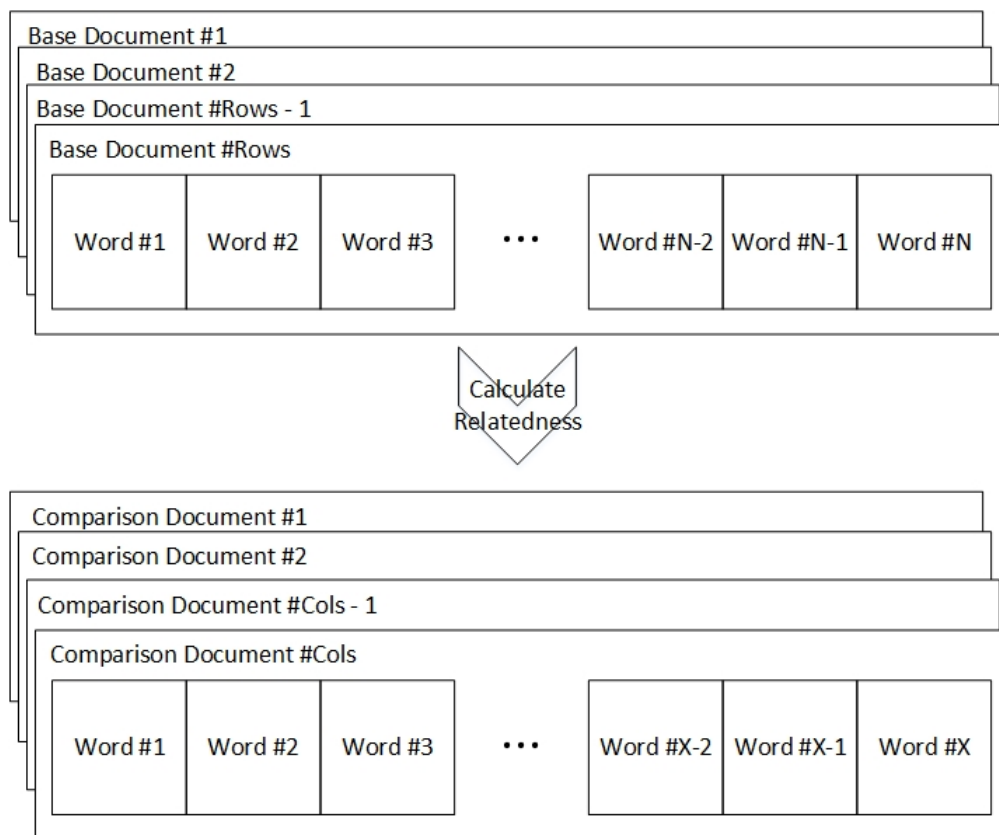 Base Document #1
Base Document #2
Base Document #Rows - 1
Base Document #Rows
Word #1 Word #2 Word #3 ... Word #N-2 Word #N-1 Word #N
Calculate
Relatedness
Comparison Document #1
Comparison Document #2
Comparison Document #Cols - 1
Comparison Document #Cols
Word #1 Word #2 Word #3 ... Word #X-2 Word #X-1 Word #X